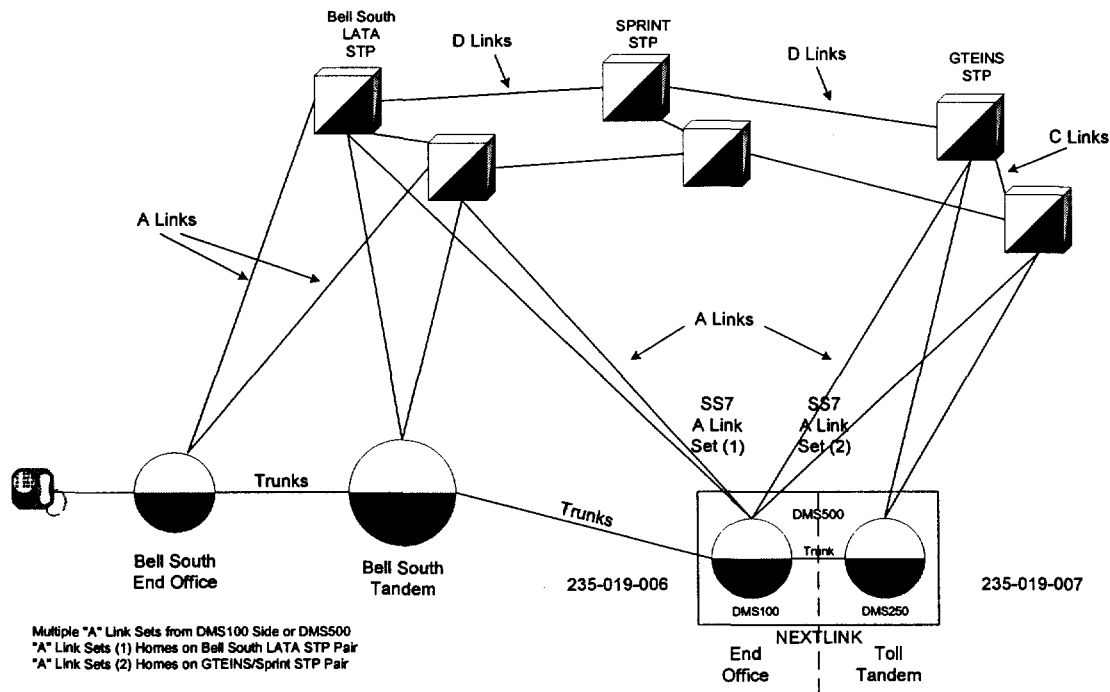 Bell South
LATA
STP
D Links
SPRINT
STP
D Links
GTEINS
STP
C Links
A Links
A Links
SS7
A Link
Set (1)
SS7
A Link
Set (2)
Trunks
Trunks
DMS500
Trunk
DMS100
DMS250
Bell South
End Office
Bell South
Tandem
235-019-006
235-019-007
NEXTLINK
End
Office
Toll
Tandem
Multiple "A" Link Sets from DMS100 Side or DMS500
"A" Link Sets (1) Homes on Bell South LATA STP Pair
"A" Link Sets (2) Homes on GTEINS/Sprint STP Pair